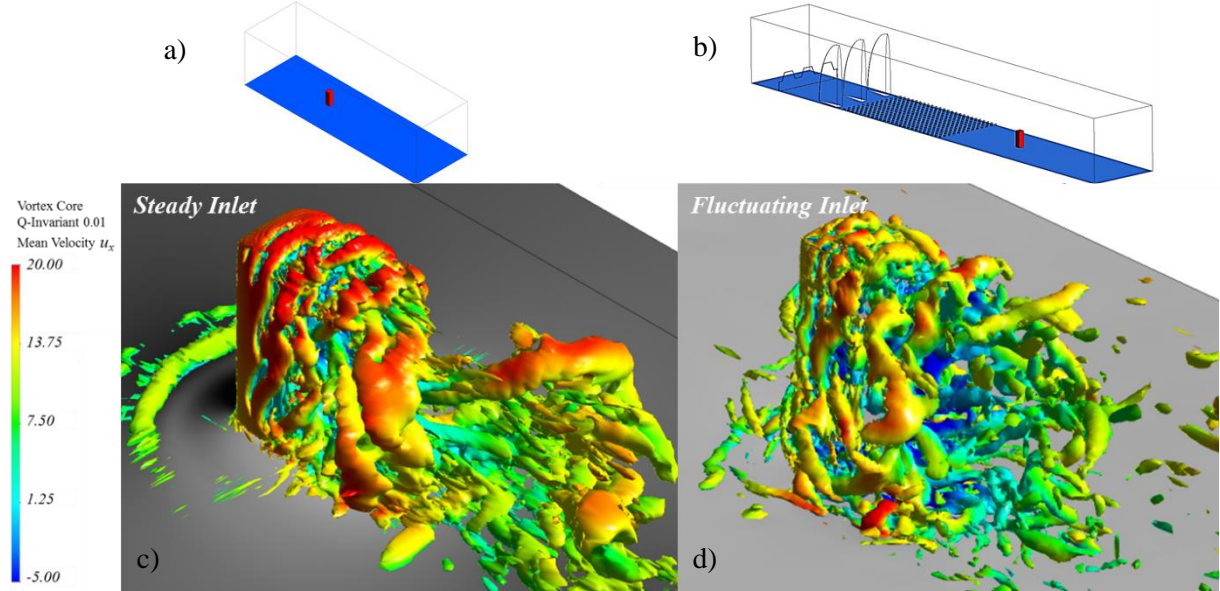 a)
b)
Steady Inlet
Fluctuating Inlet
Vortex Core
Q-Invariant 0.01
Mean Velocity u_x
20.00
13.75
7.50
1.25
-5.00
c)
d)